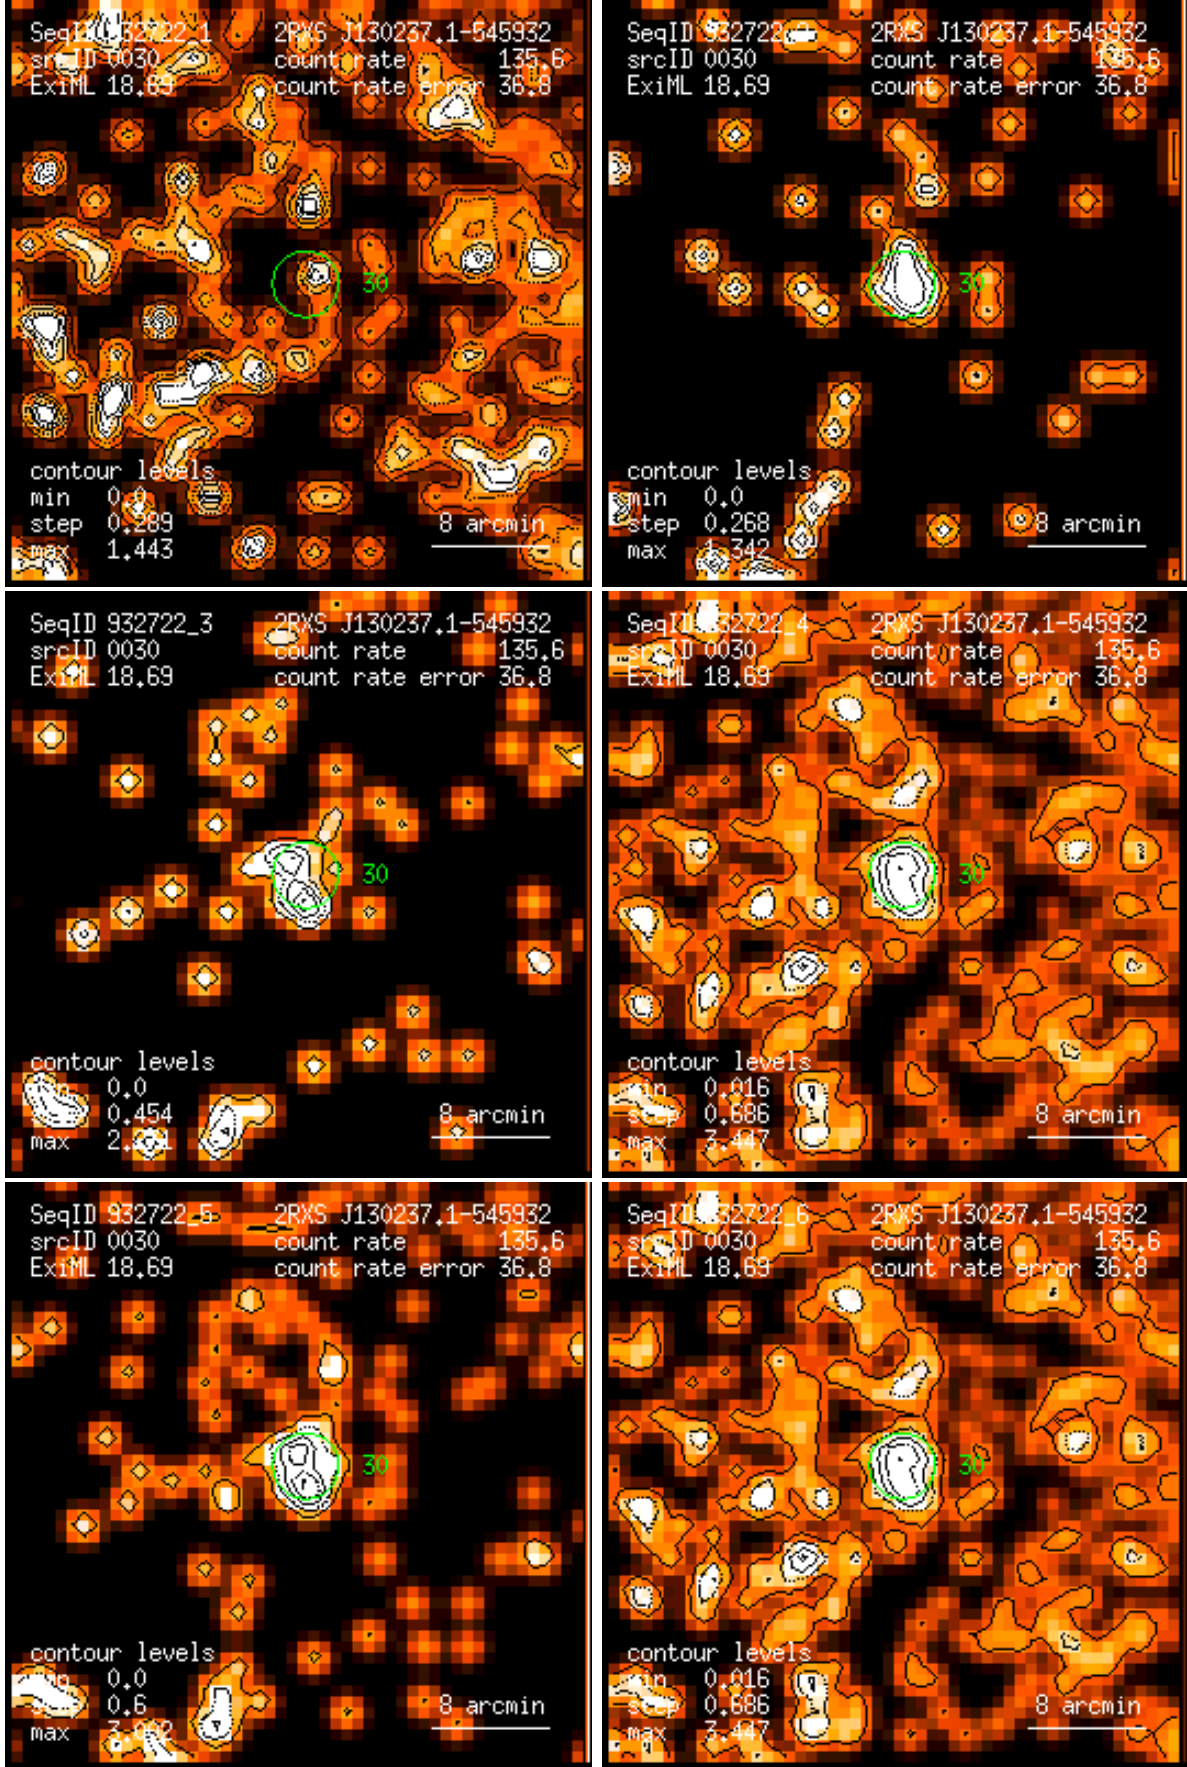 SeqID 932722_1 2RXS J130237.1-545932
srcID 0030 count rate 135.6
ExiML 18.69 count rate error 36.8
30
contour levels
min 0.0
step 0.289 8 arcmin
max 1.443
SeqID 932722_2 2RXS J130237.1-545932
srcID 0030 count rate 135.6
ExiML 18.69 count rate error 36.8
30
contour levels
min 0.0
step 0.268 8 arcmin
max 1.342
SeqID 932722_3 2RXS J130237.1-545932
srcID 0030 count rate 135.6
ExiML 18.69 count rate error 36.8
30
contour levels
min 0.0
0.454 8 arcmin
max
SeqID 932722_4 2RXS J130237.1-545932
srcID 0030 count rate 135.6
ExiML 18.69 count rate error 36.8
30
contour levels
min 0.016
step 0.686 8 arcmin
max 3.447
SeqID 932722_5 2RXS J130237.1-545932
srcID 0030 count rate 135.6
ExiML 18.69 count rate error 36.8
30
contour levels
0.0
0.6 8 arcmin
max
SeqID 932722_6 2RXS J130237.1-545932
srcID 0030 count rate 135.6
ExiML 18.69 count rate error 36.8
30
contour levels
min 0.016
step 0.686 8 arcmin
max 3.447